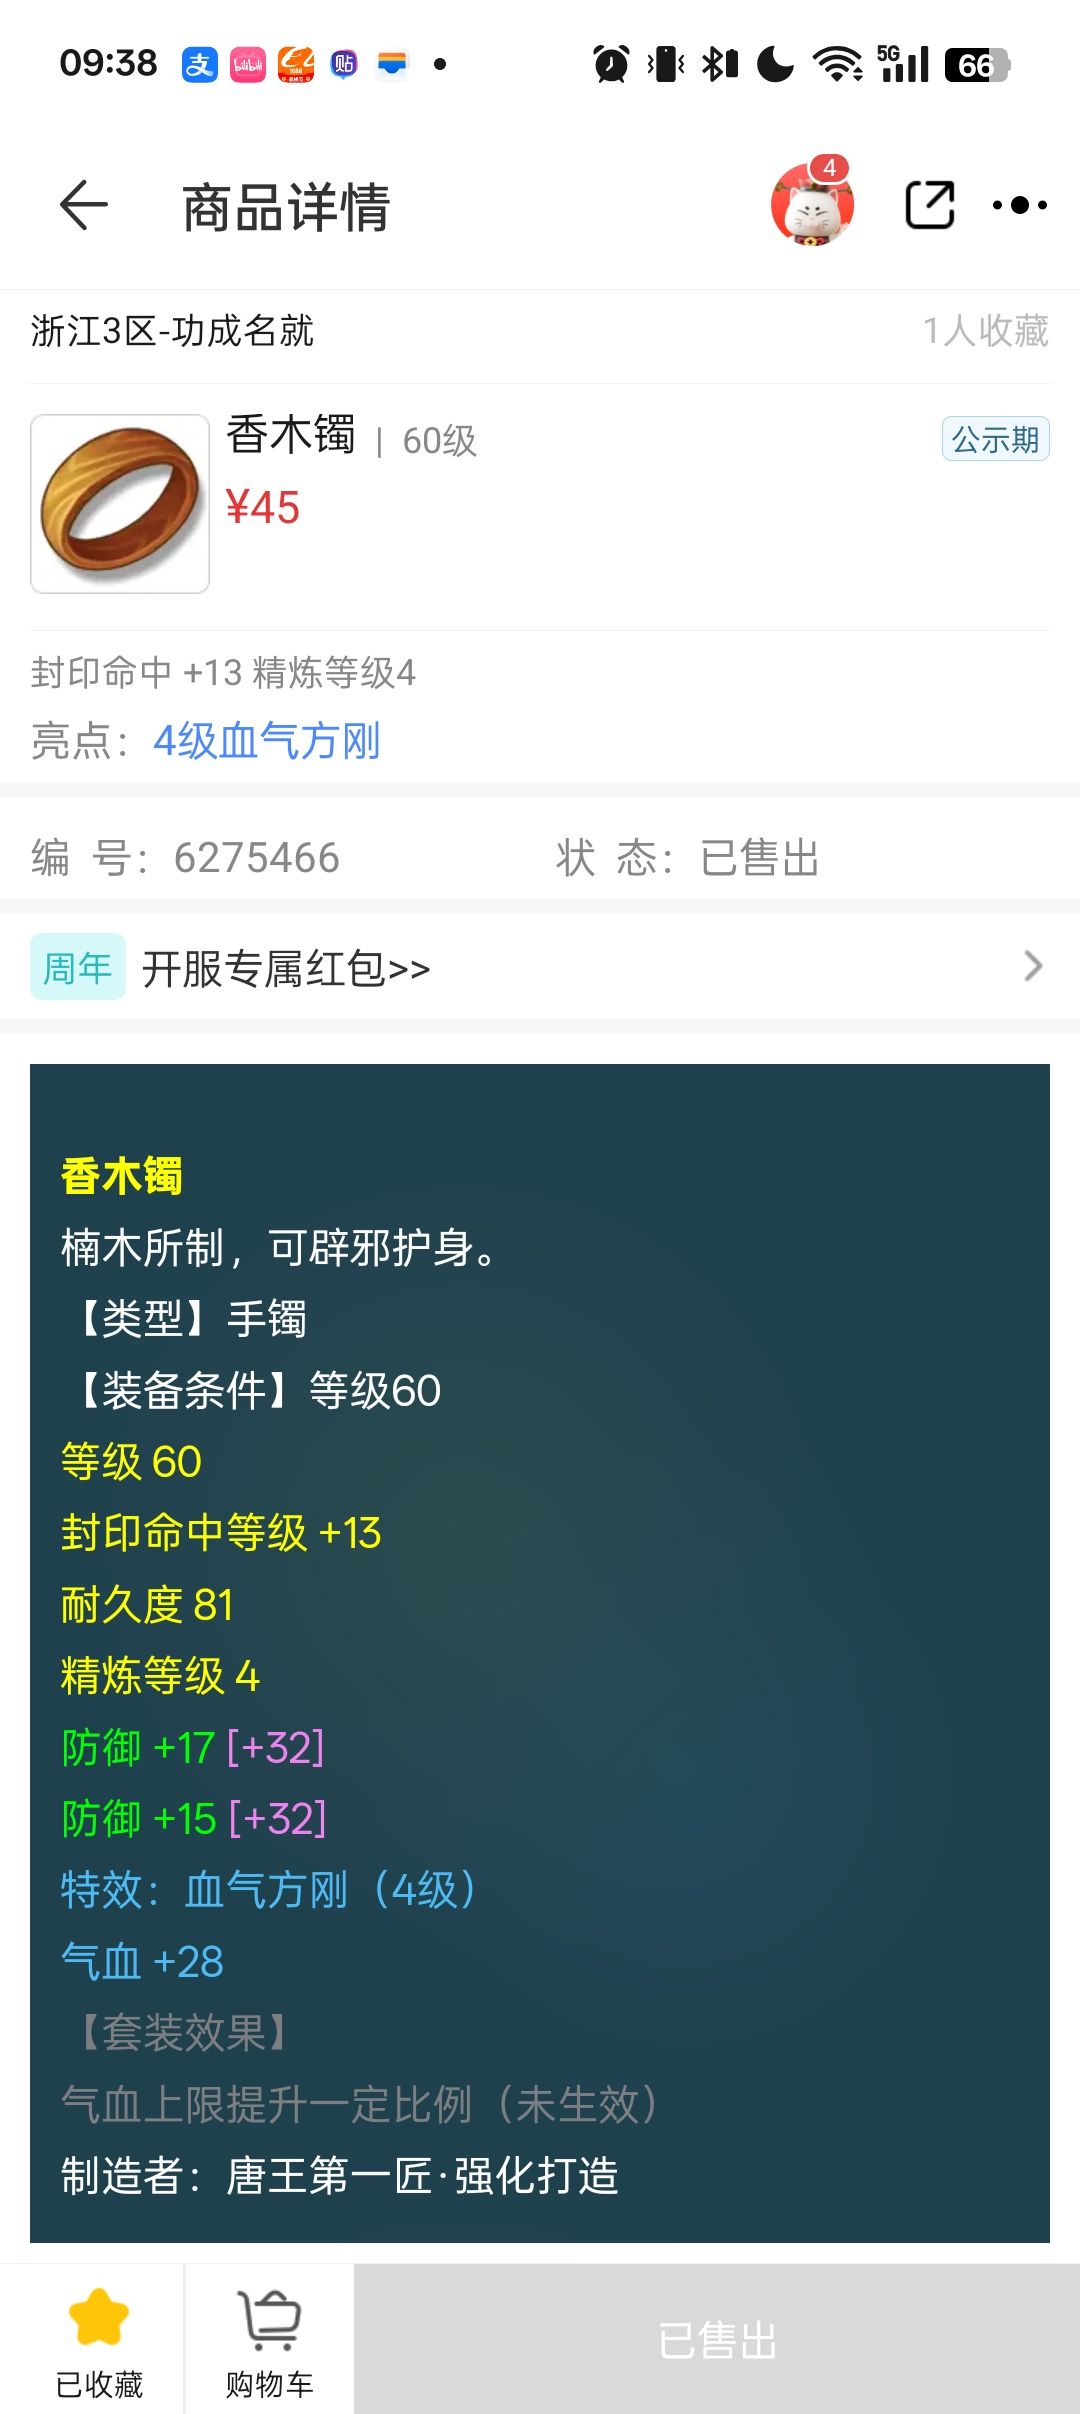 09:38
支 bilibili 1688 贴
5G 66
商品详情
4
浙江3区-功成名就 1人收藏
香木镯 | 60级 公示期
¥45
封印命中 +13 精炼等级4
亮点：4级血气方刚
编 号：6275466 状 态：已售出
周年 开服专属红包>>
香木镯
楠木所制，可辟邪护身。
【类型】手镯
【装备条件】等级60
等级 60
封印命中等级 +13
耐久度 81
精炼等级 4
防御 +17 [+32]
防御 +15 [+32]
特效：血气方刚（4级）
气血 +28
【套装效果】
气血上限提升一定比例（未生效）
制造者：唐王第一匠·强化打造
已收藏 购物车 已售出